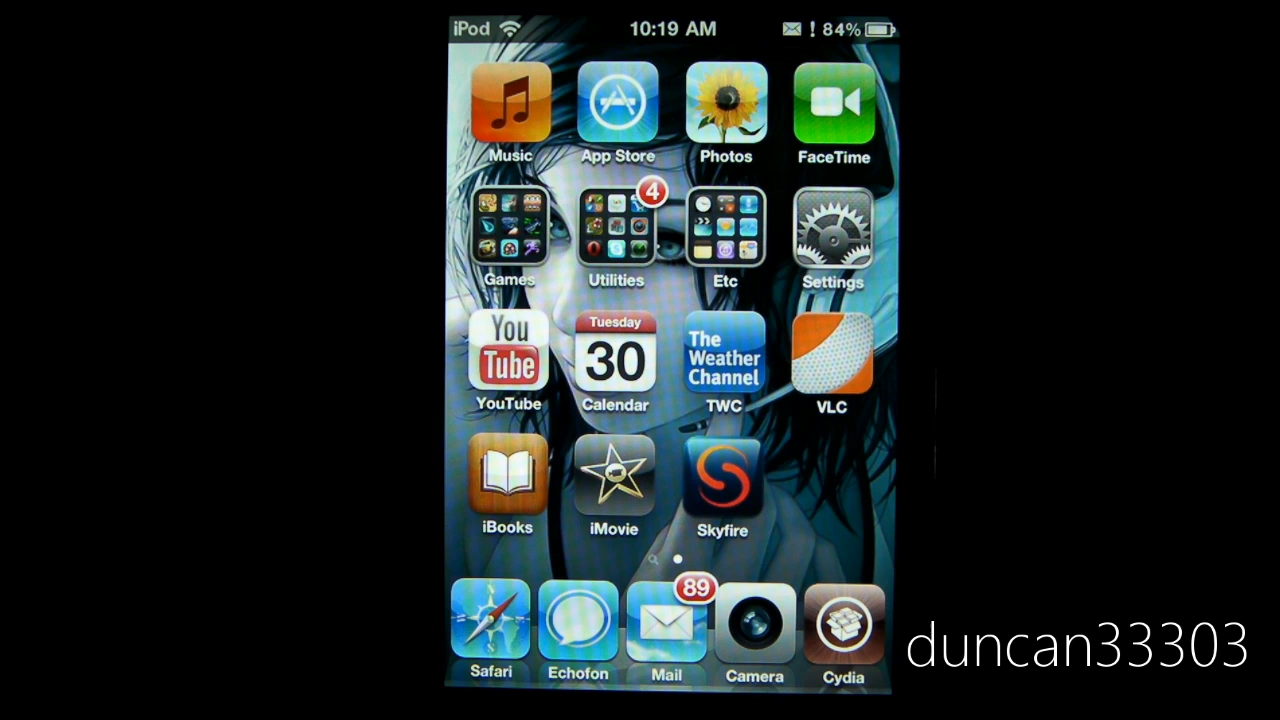 iPod 10:19 AM ! 84%
Music App Store Photos FaceTime
4
Games Utilities Etc Settings
You Tube
Tuesday
30
The Weather Channel
YouTube Calendar TWC VLC
iBooks iMovie Skyfire
89
Safari Echofon Mail Camera Cydia
duncan33303